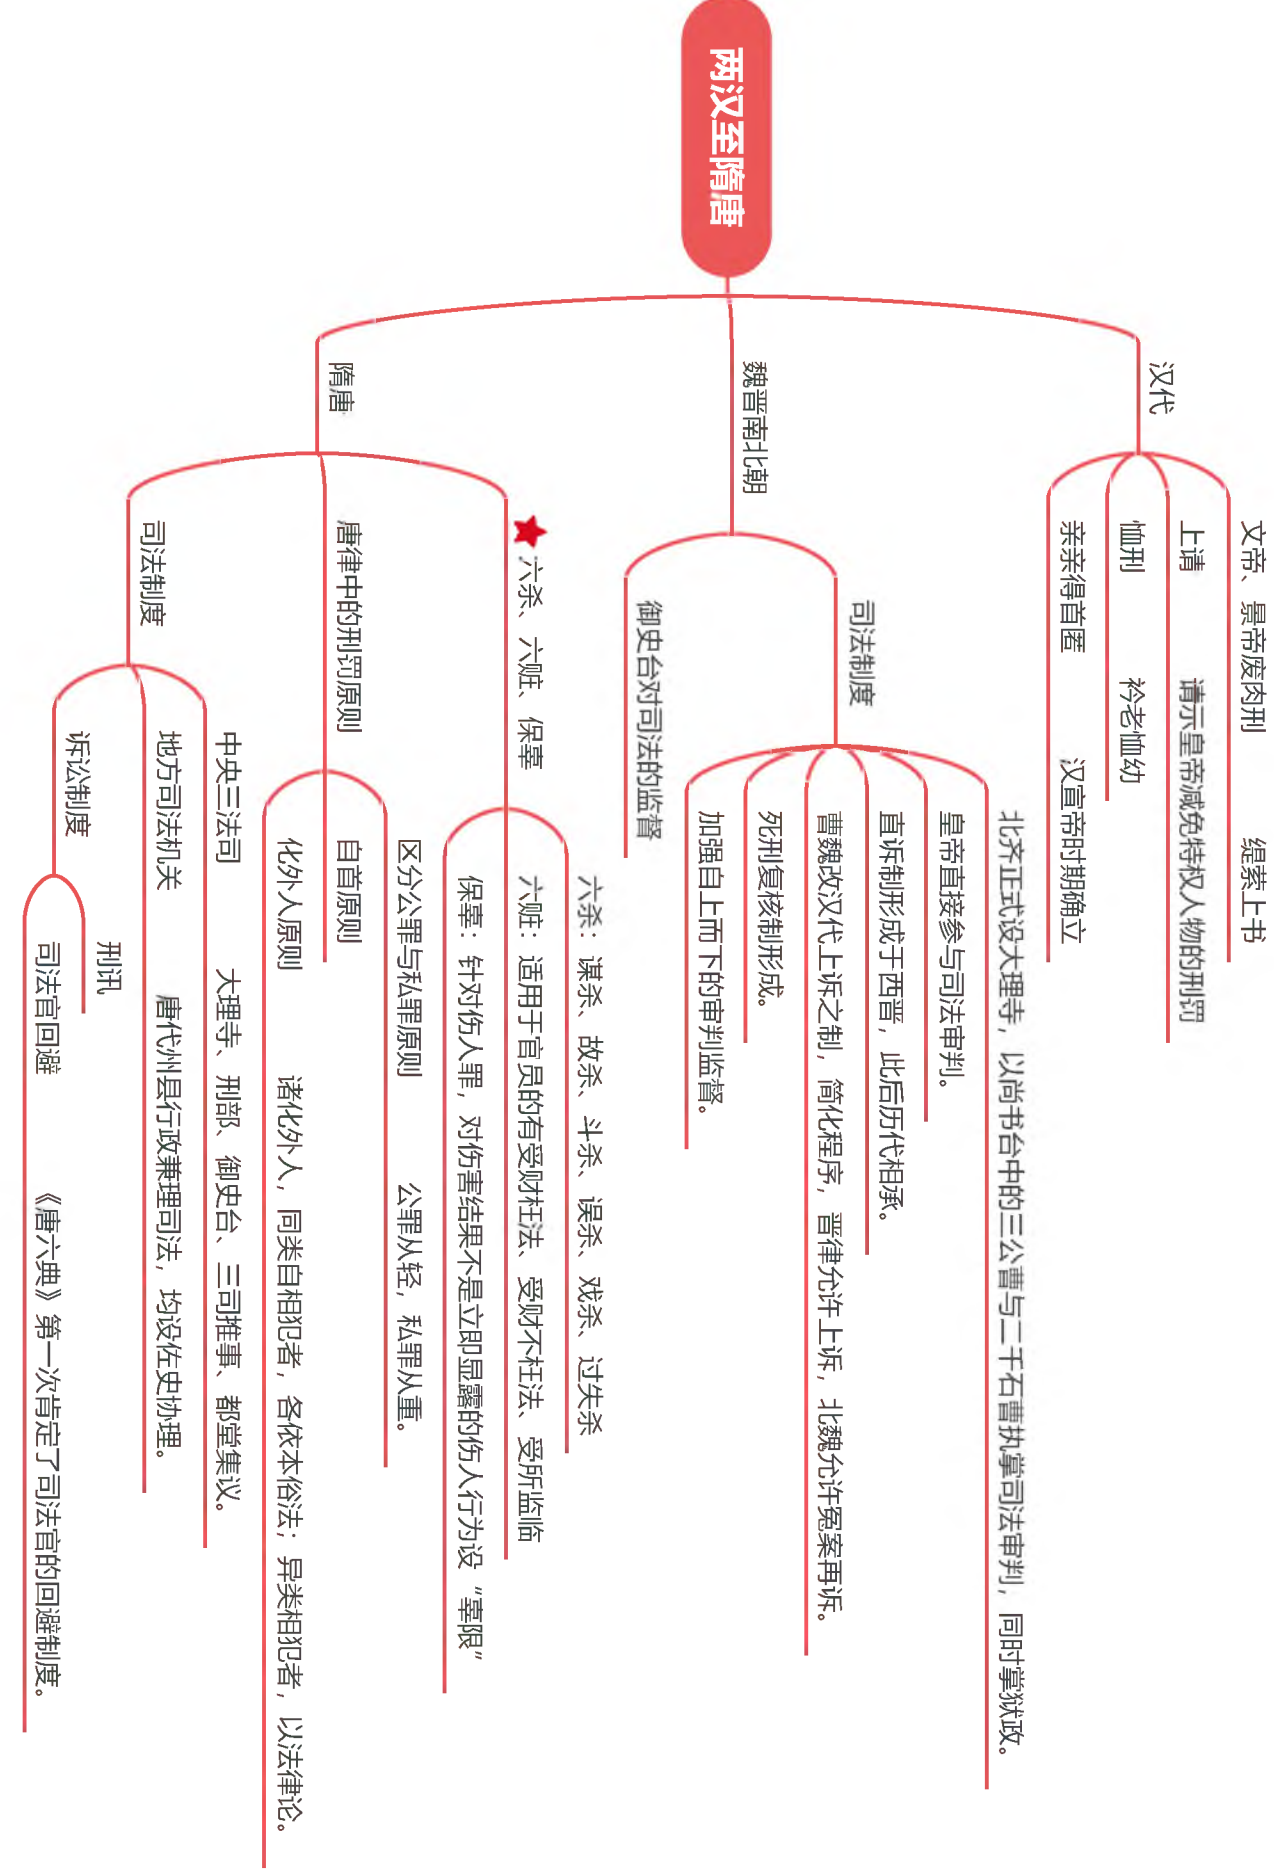 两汉至隋唐
汉代
文帝、景帝废肉刑
缇萦上书
上请
请示皇帝减免特权人物的刑罚
恤刑
矜老恤幼
亲亲得首匿
汉宣帝时期确立
魏晋南北朝
司法制度
北齐正式设大理寺，以尚书台中的三公曹与二千石曹执掌司法审判，同时掌狱政。
皇帝直接参与司法审判。
直诉制形成于西晋，此后历代相承。
曹魏改汉代上诉之制，简化程序，晋律允许上诉，北魏允许冤案再诉。
死刑复核制形成。
加强自上而下的审判监督。
御史台对司法的监督
隋唐
六杀、六赃、保辜
六杀：谋杀、故杀、斗杀、误杀、戏杀、过失杀
六赃：适用于官员的有受财枉法、受财不枉法、受所监临
保辜：针对伤人罪，对伤害结果不是立即显露的伤人行为设“辜限”
唐律中的刑罚原则
区分公罪与私罪原则
公罪从轻，私罪从重。
自首原则
化外人原则
诸化外人，同类自相犯者，各依本俗法；异类相犯者，以法律论。
司法制度
中央三法司
大理寺、刑部、御史台、三司推事、都堂集议。
地方司法机关
唐代州县行政兼理司法，均设佐史协理。
诉讼制度
刑讯
司法官回避
《唐六典》第一次肯定了司法官的回避制度。